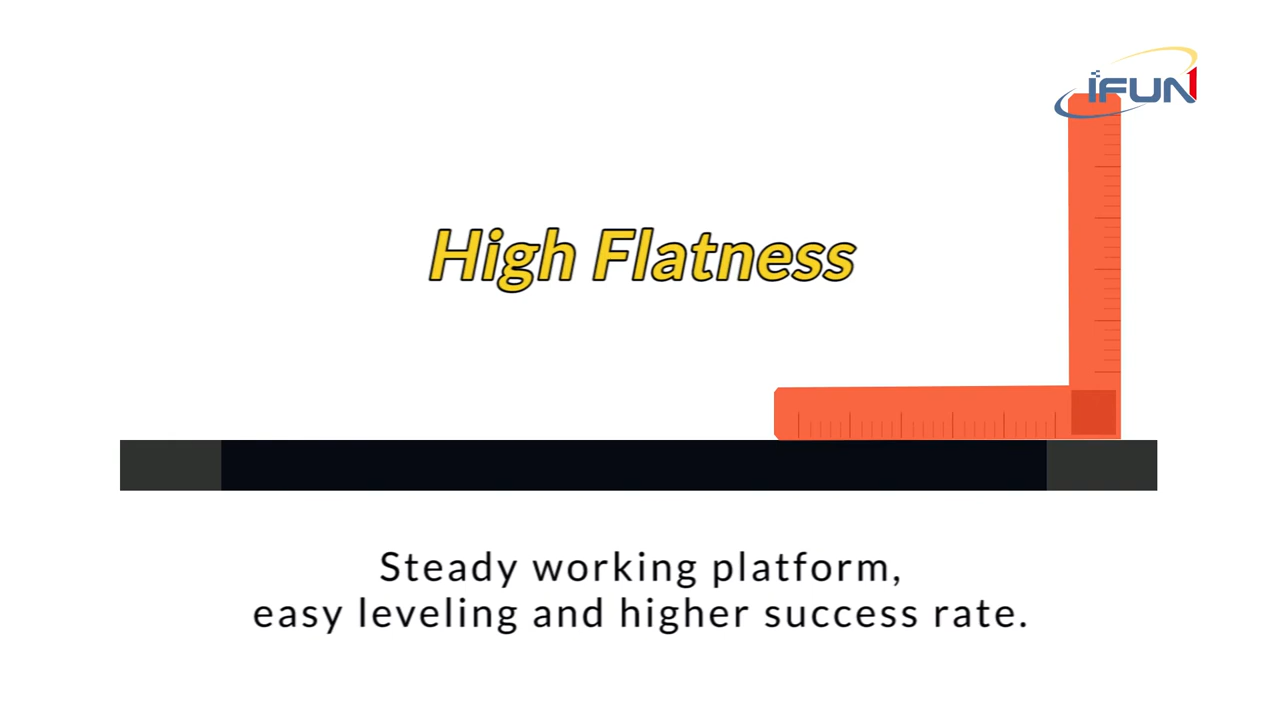 iFUN
High Flatness
Steady working platform,
easy leveling and higher success rate.